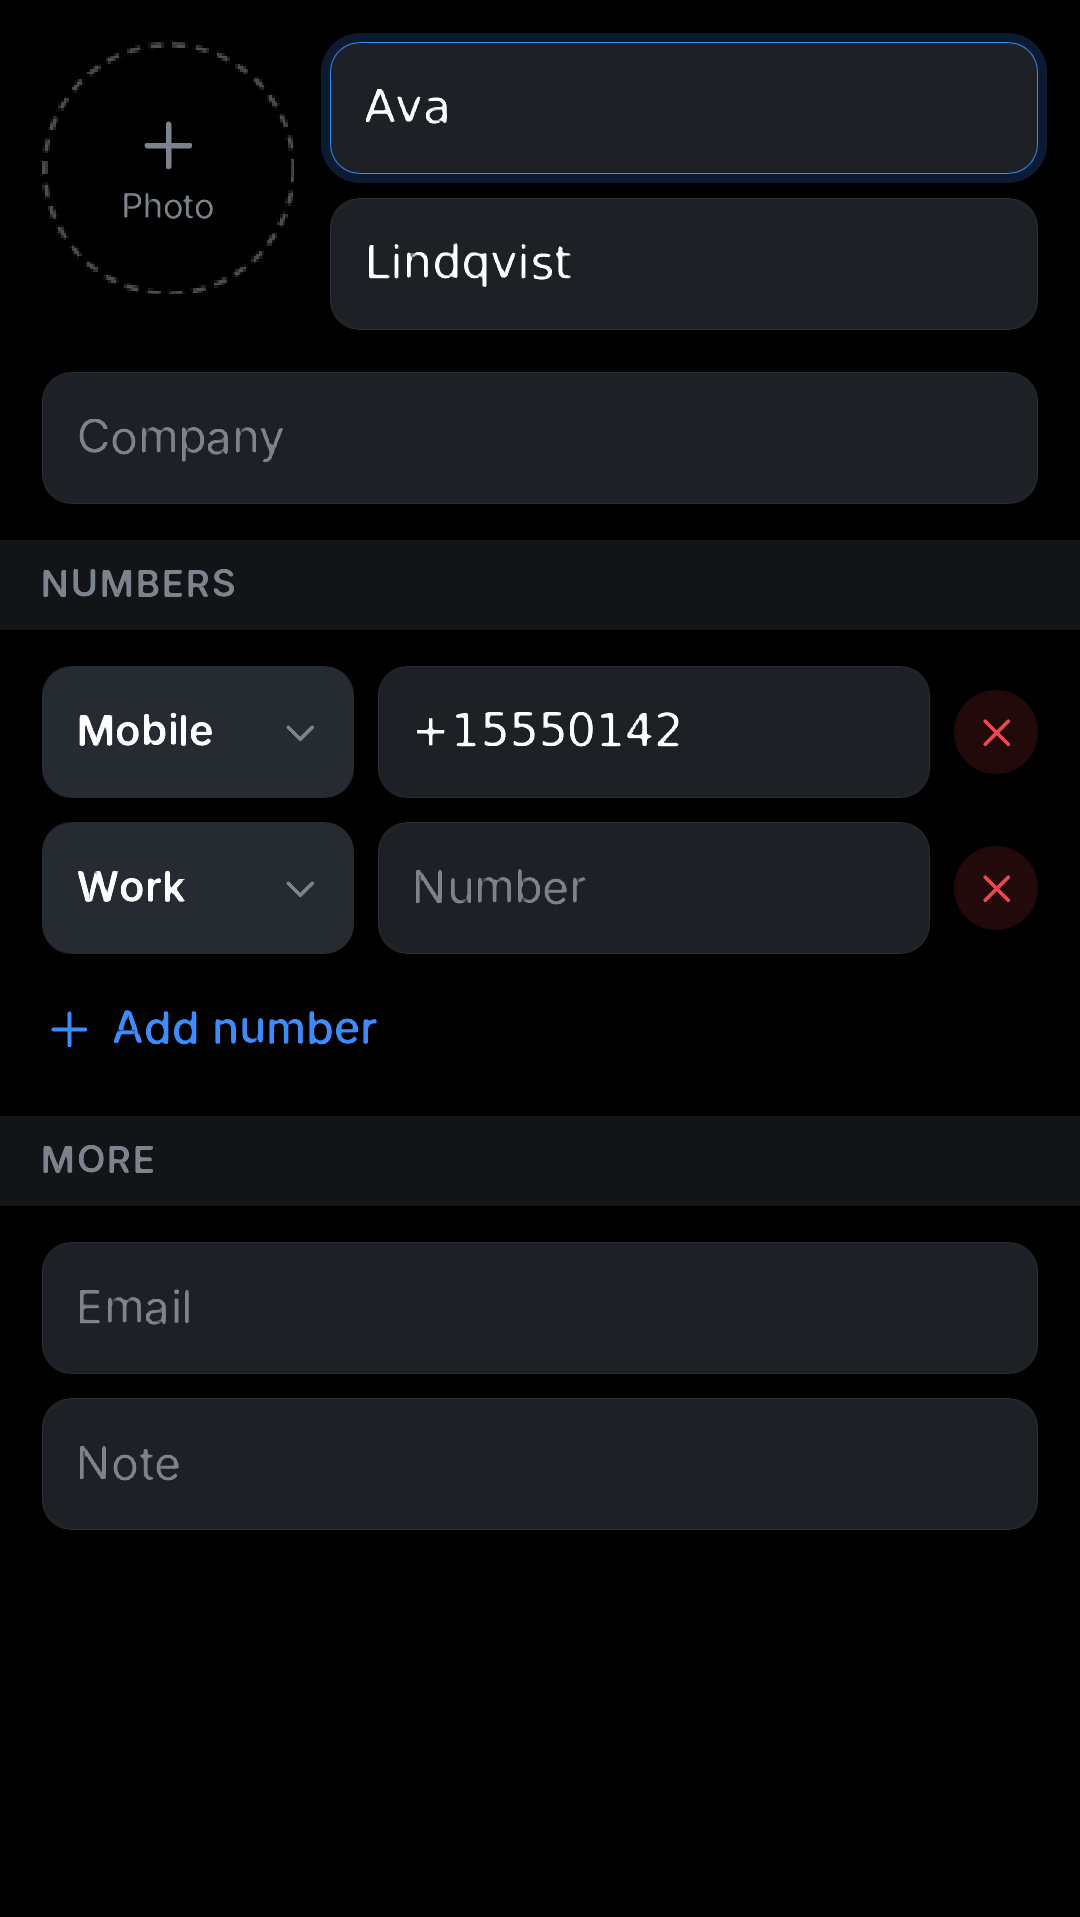 Photo
Ava
Lindqvist
Company
NUMBERS
Mobile
+15550142
Work
Number
Add number
MORE
Email
Note